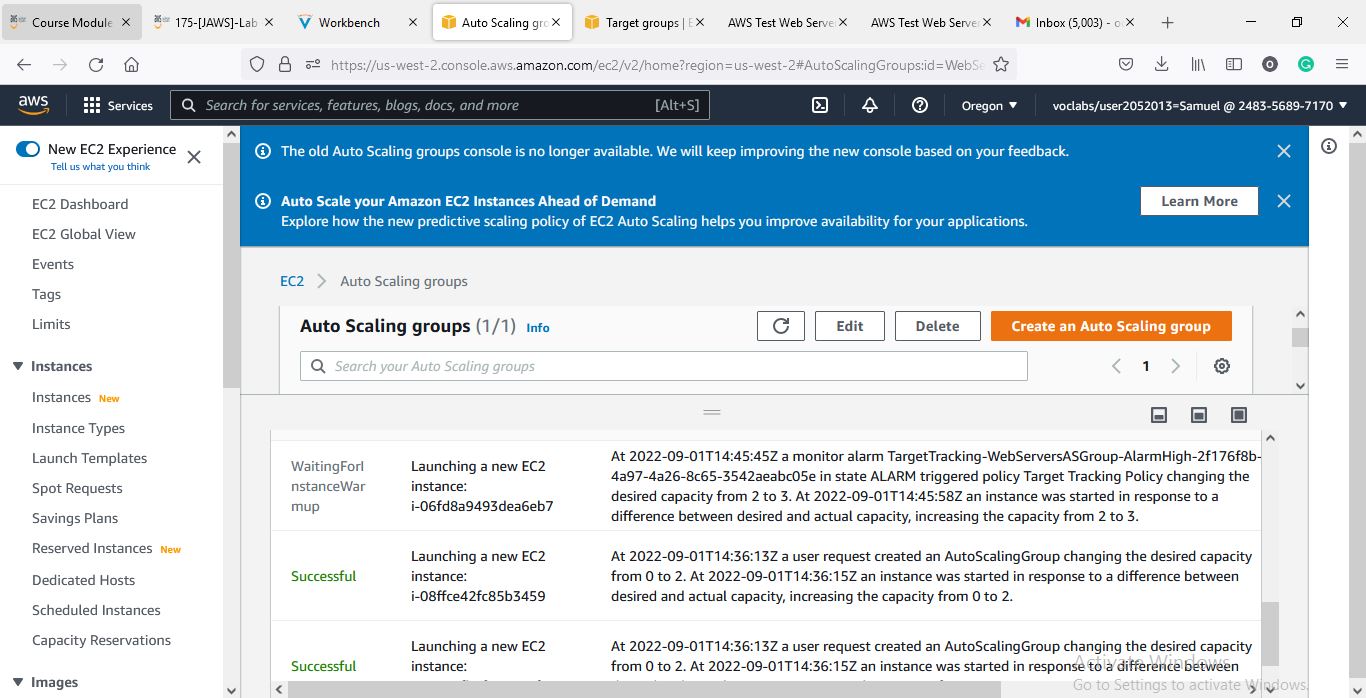 Course Module
175-[JAWS]-Lab
Workbench
Auto Scaling gro
Target groups | E
AWS Test Web Serve
AWS Test Web Serve
Inbox (5,003) - o
https://us-west-2.console.aws.amazon.com/ec2/v2/home?region=us-west-2#AutoScalingGroups:id=WebSe
aws
Services
Search for services, features, blogs, docs, and more
[Alt+S]
Oregon
voclabs/user2052013=Samuel @ 2483-5689-7170
New EC2 Experience
Tell us what you think
EC2 Dashboard
EC2 Global View
Events
Tags
Limits
Instances
Instances New
Instance Types
Launch Templates
Spot Requests
Savings Plans
Reserved Instances New
Dedicated Hosts
Scheduled Instances
Capacity Reservations
Images
The old Auto Scaling groups console is no longer available. We will keep improving the new console based on your feedback.
Auto Scale your Amazon EC2 Instances Ahead of Demand
Explore how the new predictive scaling policy of EC2 Auto Scaling helps you improve availability for your applications.
Learn More
EC2
Auto Scaling groups
Auto Scaling groups (1/1) Info
Edit
Delete
Create an Auto Scaling group
Search your Auto Scaling groups
1
WaitingForI
nstanceWar
mup
Launching a new EC2
instance:
i-06fd8a9493dea6eb7
At 2022-09-01T14:45:45Z a monitor alarm TargetTracking-WebServersASGroup-AlarmHigh-2f176f8b-
4a97-4a26-8c65-3542aeabc05e in state ALARM triggered policy Target Tracking Policy changing the
desired capacity from 2 to 3. At 2022-09-01T14:45:58Z an instance was started in response to a
difference between desired and actual capacity, increasing the capacity from 2 to 3.
Successful
Launching a new EC2
instance:
i-08ffce42fc85b3459
At 2022-09-01T14:36:13Z a user request created an AutoScalingGroup changing the desired capacity
from 0 to 2. At 2022-09-01T14:36:15Z an instance was started in response to a difference between
desired and actual capacity, increasing the capacity from 0 to 2.
Successful
Launching a new EC2
instance:
At 2022-09-01T14:36:13Z a user request created an AutoScalingGroup changing the desired capacity
from 0 to 2. At 2022-09-01T14:36:15Z an instance was started in response to a difference between
Activate Windows
Go to Settings to activate Windows.